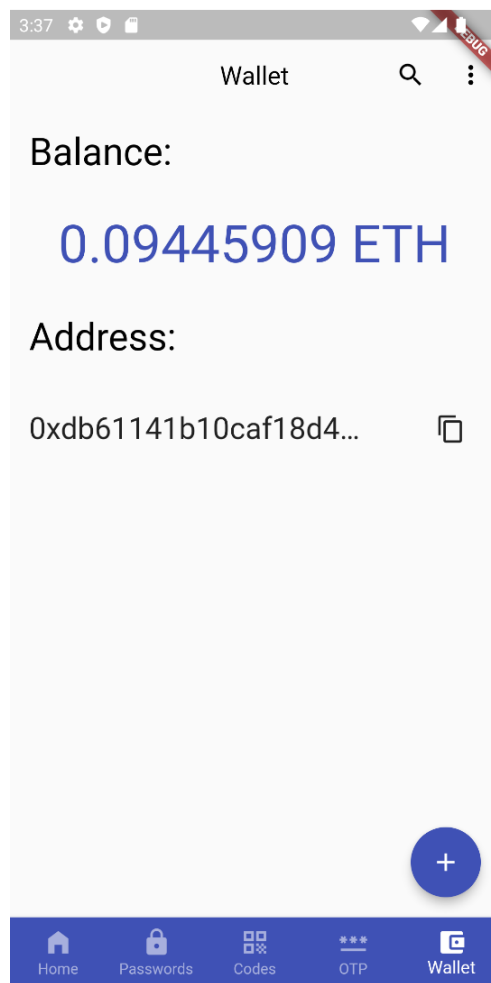 3:37
DEBUG
Wallet
Balance:
0.09445909 ETH
Address:
0xdb61141b10caf18d4...
Home
Passwords
Codes
OTP
Wallet